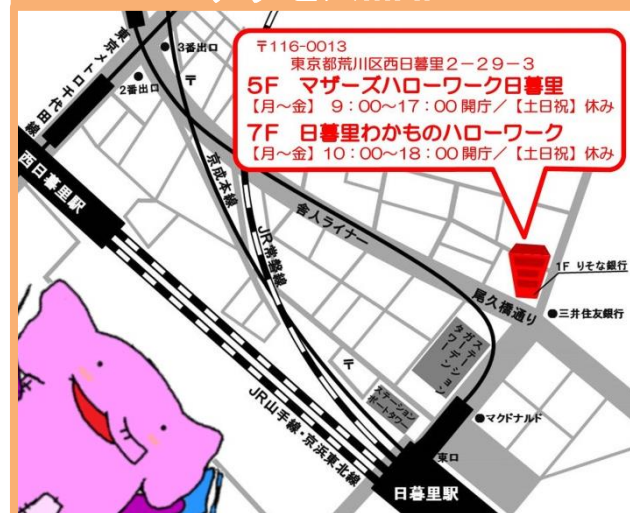 〒116-0013
東京都荒川区西日暮里2-29-3
5F マザーズハローワーク日暮里
【月~金】 9:00~17:00開庁/【土日祝】休み
7F 日暮里わかものハローワーク
【月~金】10:00~18:00開庁/【土日祝】休み
3番出口
2番出口
東京メトロ千代田線
〒
西日暮里駅
京成本線
JR常磐線
舎人ライナー
1F りそな銀行
尾久橋通り
三井住友銀行
ステーション
ガーデン
タワー
〒
ステーション
ポートタワー
マクドナルド
JR山手線・京浜東北線
東口
日暮里駅